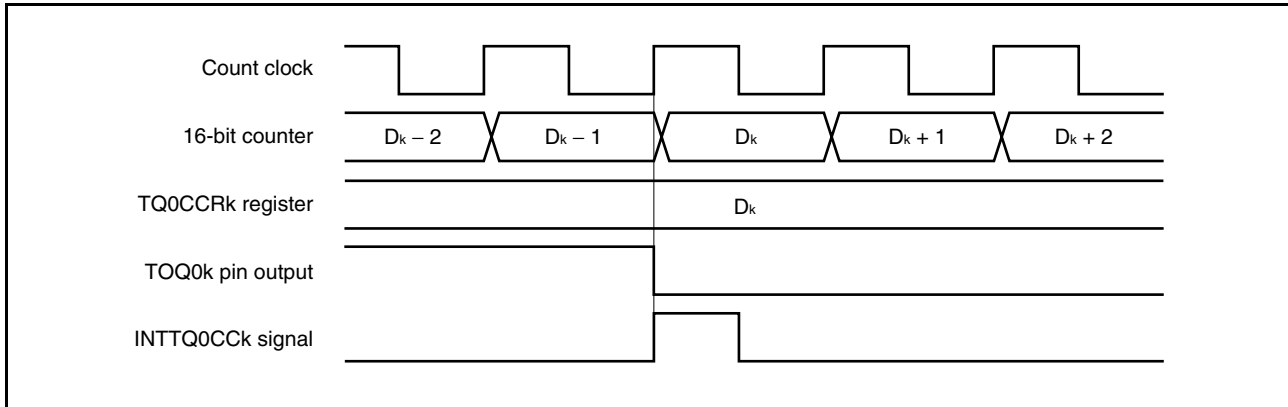 Count clock
16-bit counter
Dk − 2
Dk − 1
Dk
Dk + 1
Dk + 2
TQ0CCRk register
Dk
TOQ0k pin output
INTTQ0CCk signal